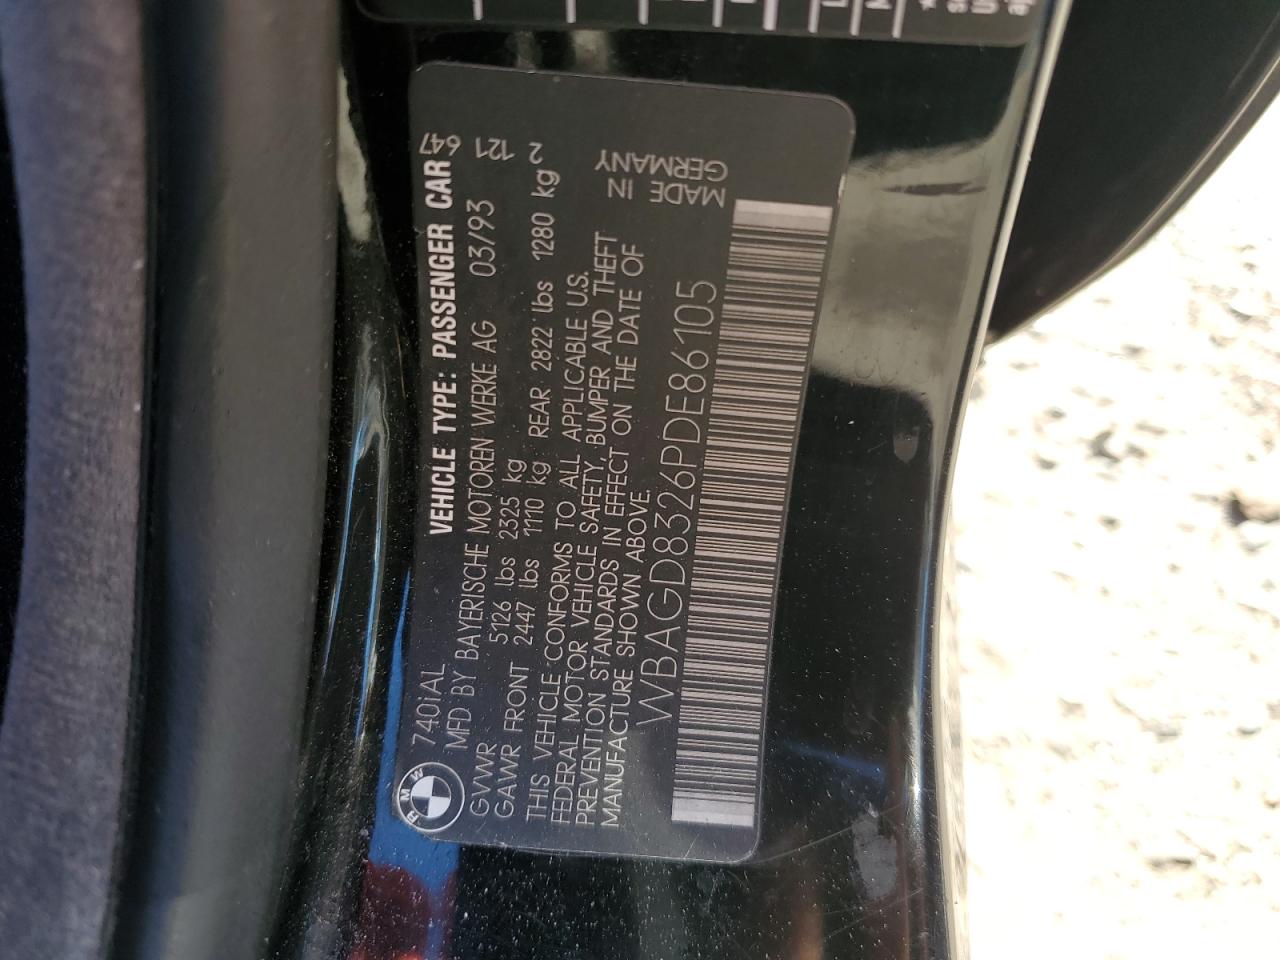 BMW 740iAL VEHICLE TYPE: PASSENGER CAR 647
MFD BY BAYERISCHE MOTOREN WERKE AG 03/93 121
GVWR 5126 lbs 2325 kg 2
GAWR FRONT 2447 lbs 1110 kg REAR 2822 lbs 1280 kg
THIS VEHICLE CONFORMS TO ALL APPLICABLE U.S.
FEDERAL MOTOR VEHICLE SAFETY, BUMPER AND THEFT
PREVENTION STANDARDS IN EFFECT ON THE DATE OF
MANUFACTURE SHOWN ABOVE.
MADE IN
GERMANY
WBAGD8326PDE86105